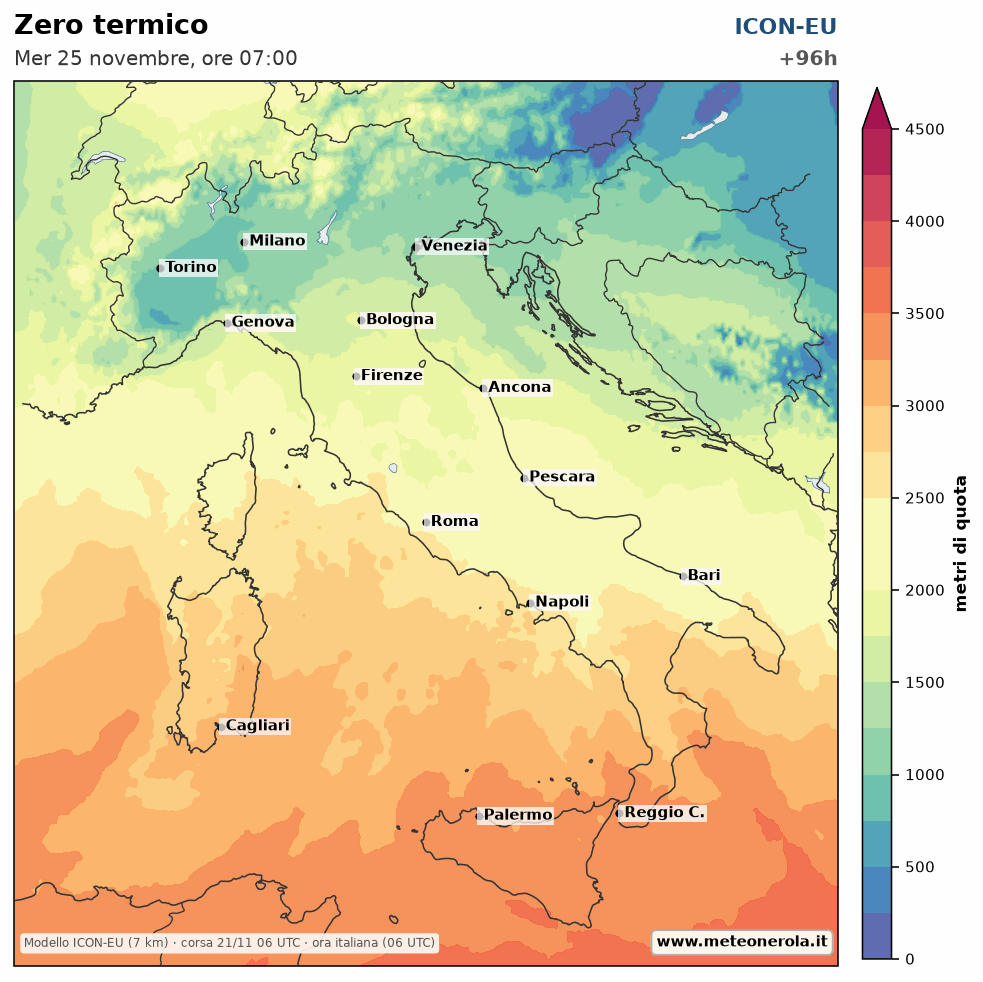 Zero termico
ICON-EU
Mer 25 novembre, ore 07:00
+96h
Milano
Venezia
Torino
Genova
Bologna
Firenze
Ancona
Pescara
Roma
Bari
Napoli
Cagliari
Palermo
Reggio C.
4500
4000
3500
3000
2500
2000
1500
1000
500
0
metri di quota
Modello ICON-EU (7 km) · corsa 21/11 06 UTC · ora italiana (06 UTC)
www.meteonerola.it